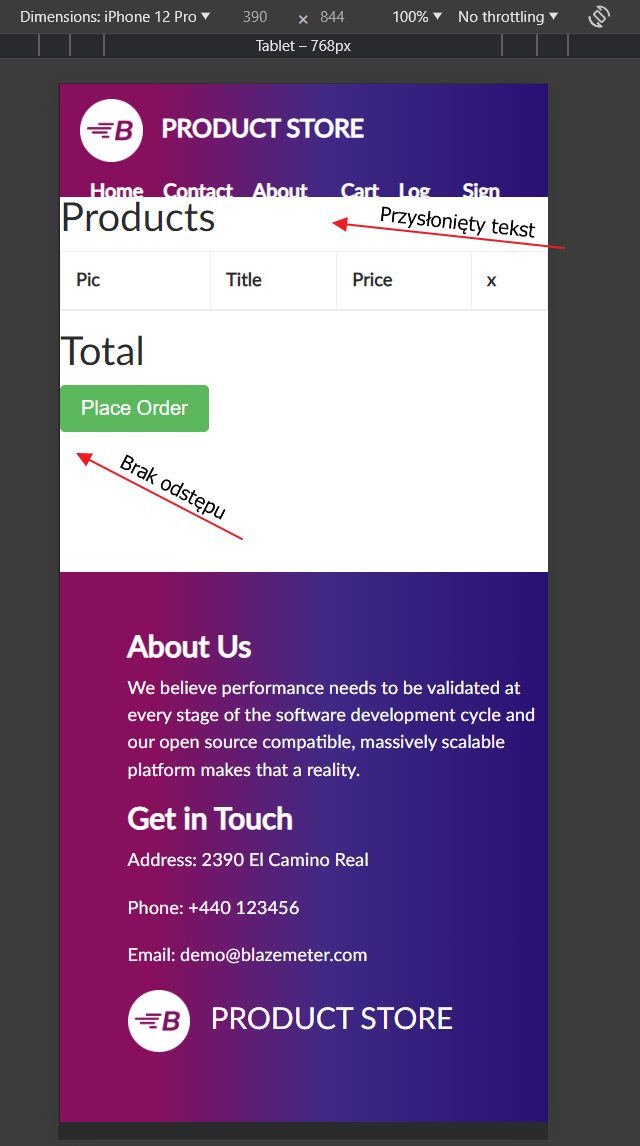 Dimensions: iPhone 12 Pro 390 × 844 100% No throttling
Tablet – 768px
B PRODUCT STORE
Home Contact About Cart Log Sign
Products
Przysłonięty tekst
Pic Title Price x
Total
Place Order
Brak odstępu
About Us
We believe performance needs to be validated at
every stage of the software development cycle and
our open source compatible, massively scalable
platform makes that a reality.
Get in Touch
Address: 2390 El Camino Real
Phone: +440 123456
Email: demo@blazemeter.com
B PRODUCT STORE